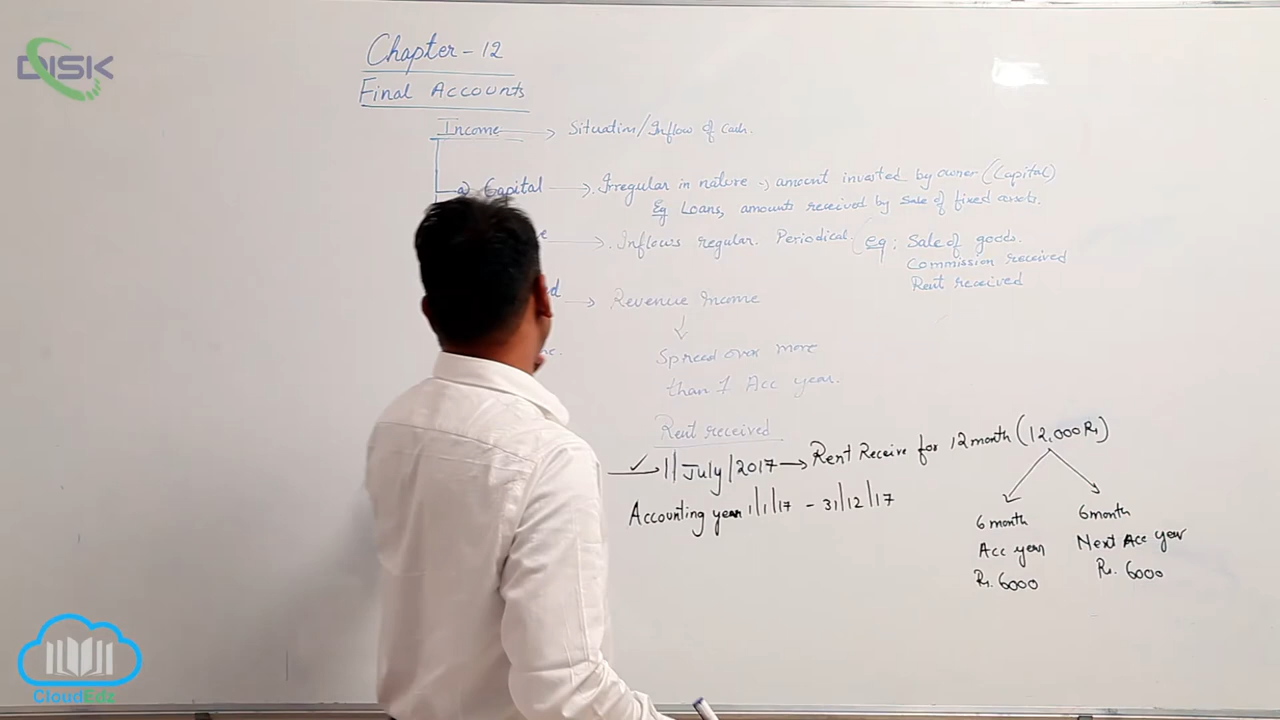 DISK
Chapter - 12
Final Accounts
Income → Situation/Inflow of Cash.
a) Capital → Irregular in nature → amount invested by owner (Capital)
Eg Loans, amounts received by Sale of fixed assets.
→ Inflows regular. Periodical (eg: Sale of goods.
Commission received
Rent received
→ Revenue Income
Spread over more
than 1 Acc year.
Rent received
✓ → 1/July/2017 → Rent Receive for 12 month (12,000 Rs)
Accounting year 1/1/17 - 31/12/17
6 month
Acc year
Rs. 6000
6 month
Next Acc year
Rs. 6000
CloudEdz